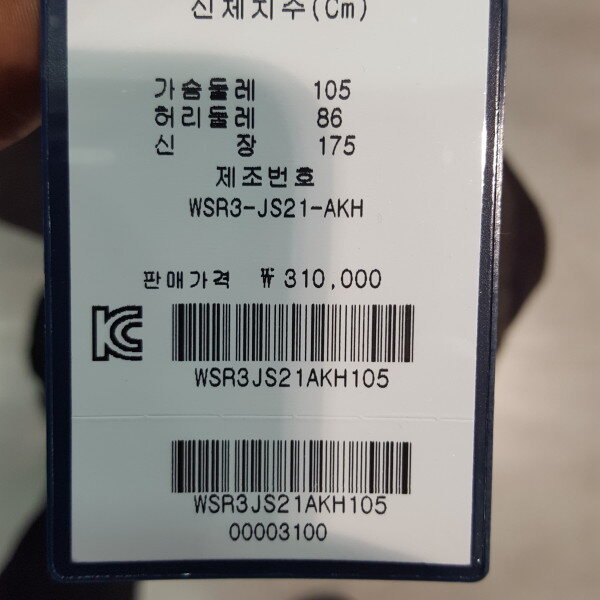 신체치수(Cm)
가슴둘레 105
허리둘레 86
신 장 175
제조번호
WSR3-JS21-AKH
판매가격 ₩310,000
KC
WSR3JS21AKH105
WSR3JS21AKH105
00003100